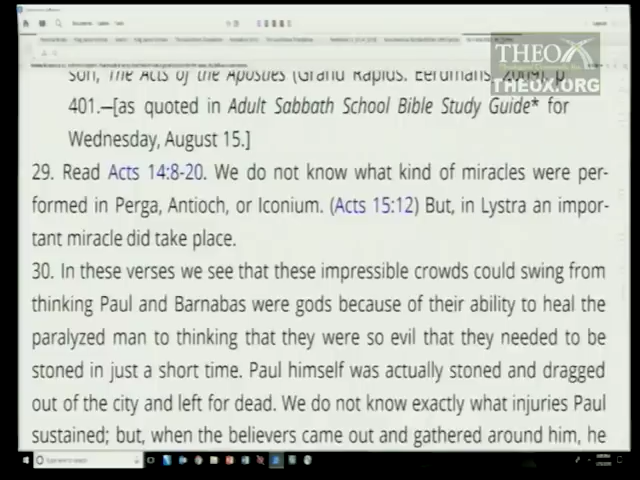 THEOX
THEOX.ORG
son, The Acts of the Apostles (Grand Rapids: Eerdmans, 2009), p.
401.—[as quoted in Adult Sabbath School Bible Study Guide* for
Wednesday, August 15.]
29. Read Acts 14:8-20. We do not know what kind of miracles were per-
formed in Perga, Antioch, or Iconium. (Acts 15:12) But, in Lystra an impor-
tant miracle did take place.
30. In these verses we see that these impressible crowds could swing from
thinking Paul and Barnabas were gods because of their ability to heal the
paralyzed man to thinking that they were so evil that they needed to be
stoned in just a short time. Paul himself was actually stoned and dragged
out of the city and left for dead. We do not know exactly what injuries Paul
sustained; but, when the believers came out and gathered around him, he